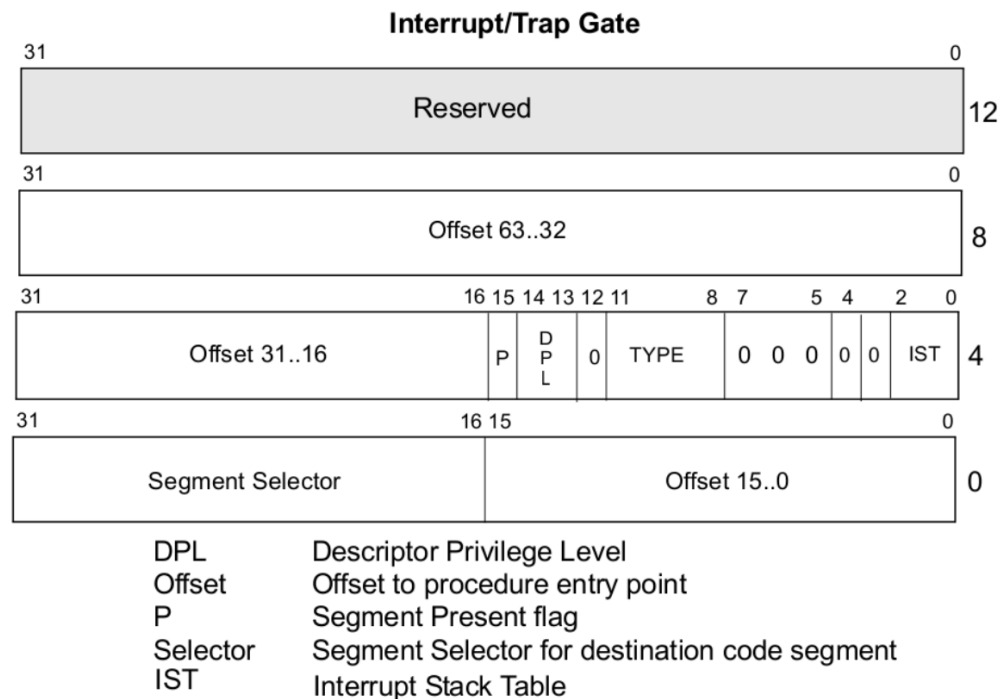 Interrupt/Trap Gate
31 0
Reserved 12
31 0
Offset 63..32 8
31 16 15 14 13 12 11 8 7 5 4 2 0
Offset 31..16 P DPL 0 TYPE 0 0 0 0 0 IST 4
31 16 15 0
Segment Selector Offset 15..0 0
DPL Descriptor Privilege Level
Offset Offset to procedure entry point
P Segment Present flag
Selector Segment Selector for destination code segment
IST Interrupt Stack Table